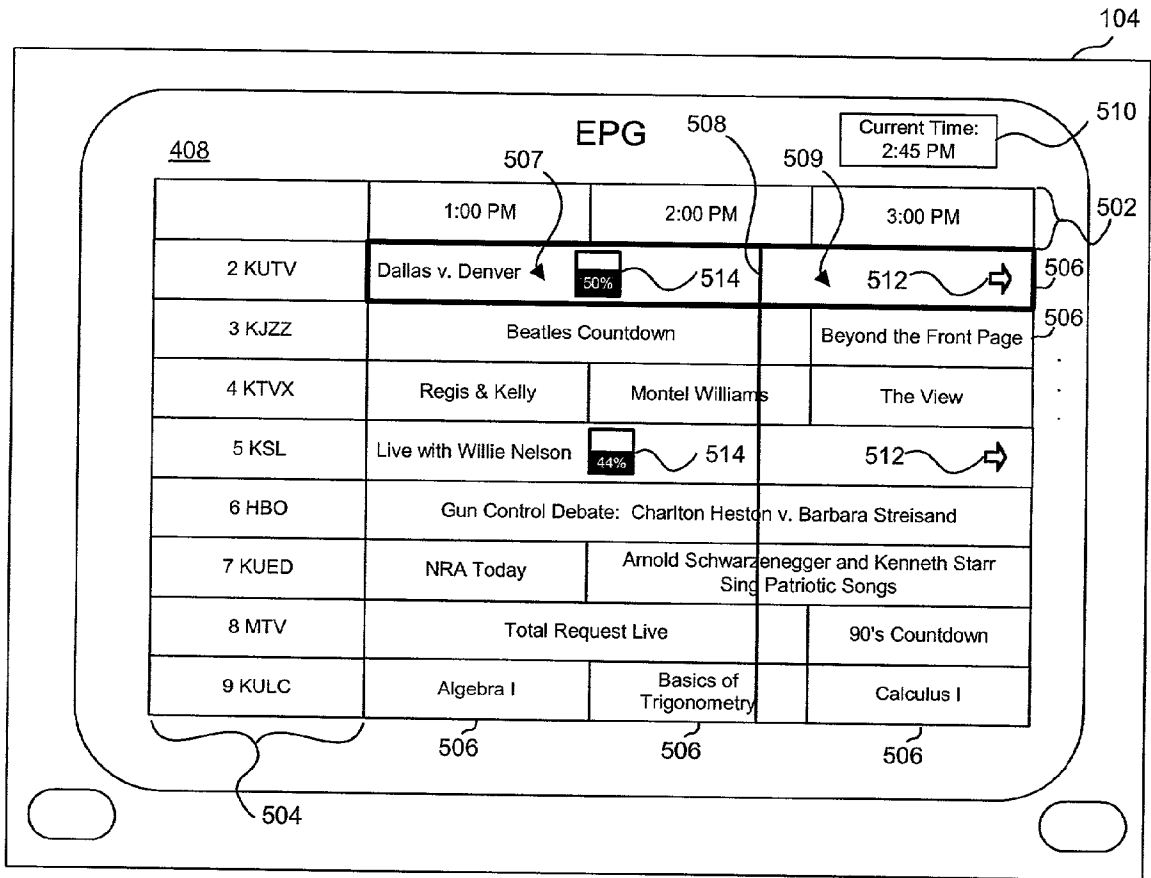 104
EPG
508
Current Time:
2:45 PM
510
408
507
509
1:00 PM
2:00 PM
3:00 PM
502
2 KUTV
Dallas v. Denver
50%
514
512
506
3 KJZZ
Beatles Countdown
Beyond the Front Page
506
4 KTVX
Regis & Kelly
Montel Williams
The View
5 KSL
Live with Willie Nelson
44%
514
512
6 HBO
Gun Control Debate: Charlton Heston v. Barbara Streisand
7 KUED
NRA Today
Arnold Schwarzenegger and Kenneth Starr
Sing Patriotic Songs
8 MTV
Total Request Live
90's Countdown
9 KULC
Algebra I
Basics of
Trigonometry
Calculus I
506
506
506
504